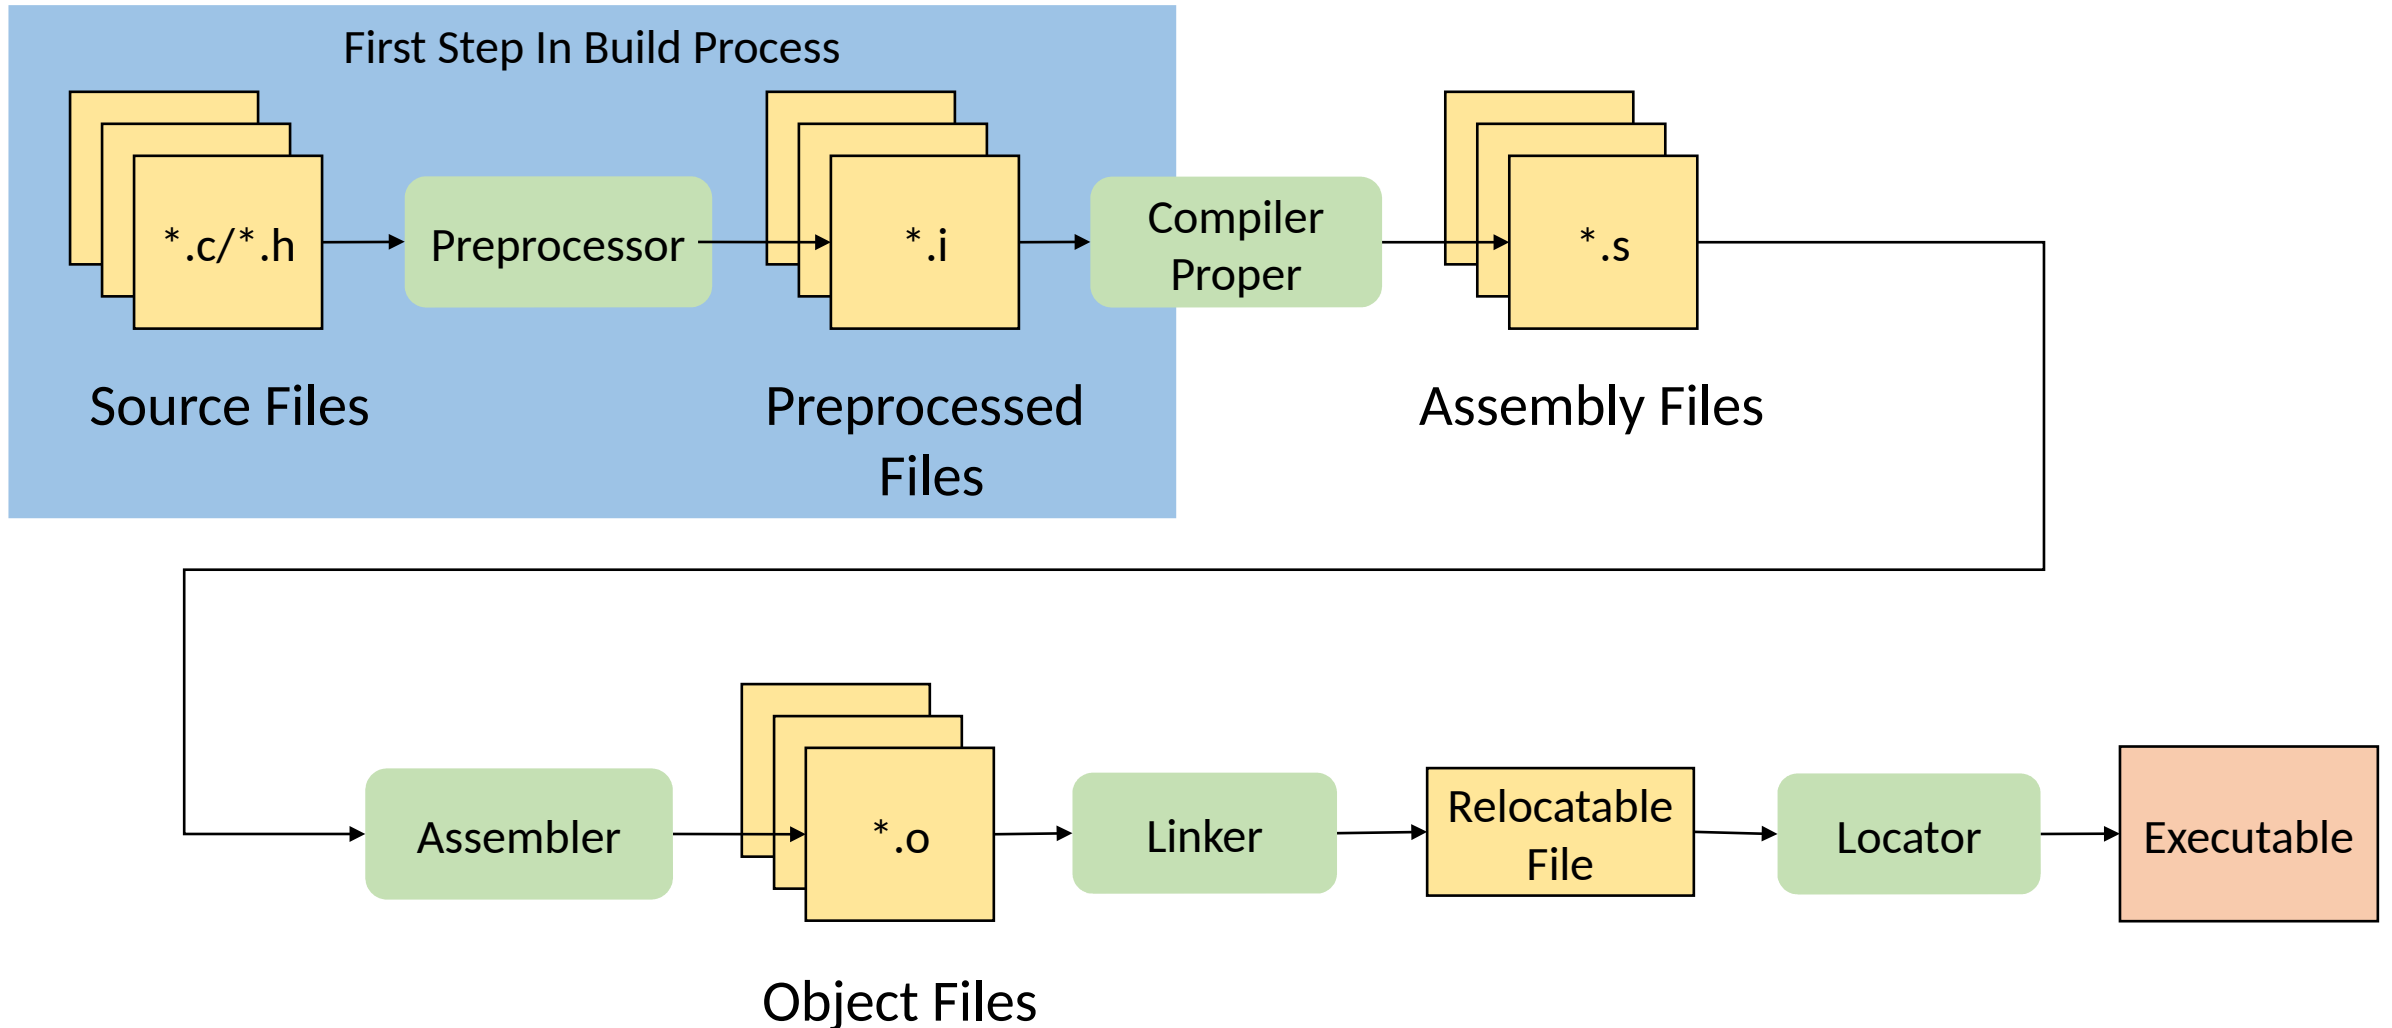 First Step In Build Process
*.c/*.h
Preprocessor
*.i
Compiler
Proper
*.s
Source Files
Preprocessed
Files
Assembly Files
Assembler
*.o
Linker
Relocatable
File
Locator
Executable
Object Files